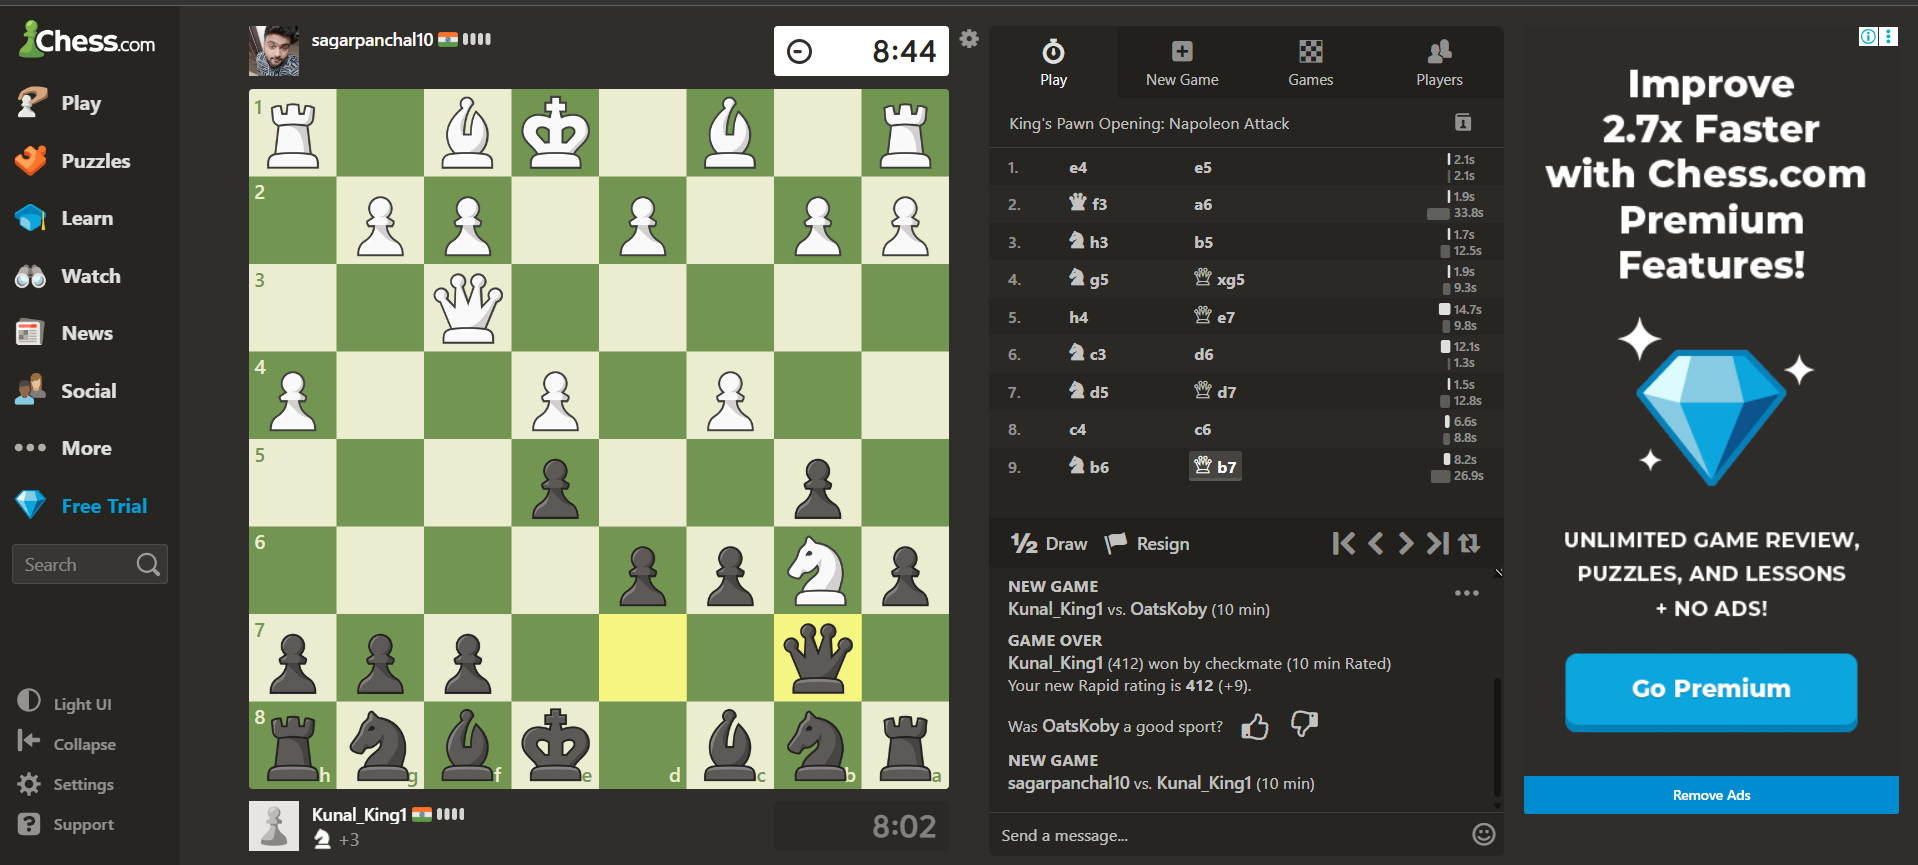 Chess.com
Play
Puzzles
Learn
Watch
News
Social
More
Free Trial
Search
Light UI
Collapse
Settings
Support
sagarpanchal10
8:44
1
2
3
4
5
6
7
8
h g f e d c b a
Kunal_King1
+3
8:02
Play New Game Games Players
King's Pawn Opening: Napoleon Attack
1. e4 e5 2.1s 2.1s
2. f3 a6 1.9s 33.8s
3. h3 b5 1.7s 12.5s
4. g5 xg5 1.9s 9.3s
5. h4 e7 14.7s 9.8s
6. c3 d6 12.1s 1.3s
7. d5 d7 1.5s 12.8s
8. c4 c6 6.6s 8.8s
9. b6 b7 8.2s 26.9s
½ Draw Resign
NEW GAME
Kunal_King1 vs. OatsKoby (10 min)
GAME OVER
Kunal_King1 (412) won by checkmate (10 min Rated)
Your new Rapid rating is 412 (+9).
Was OatsKoby a good sport?
NEW GAME
sagarpanchal10 vs. Kunal_King1 (10 min)
Send a message...
Improve
2.7x Faster
with Chess.com
Premium
Features!
UNLIMITED GAME REVIEW,
PUZZLES, AND LESSONS
+ NO ADS!
Go Premium
Remove Ads